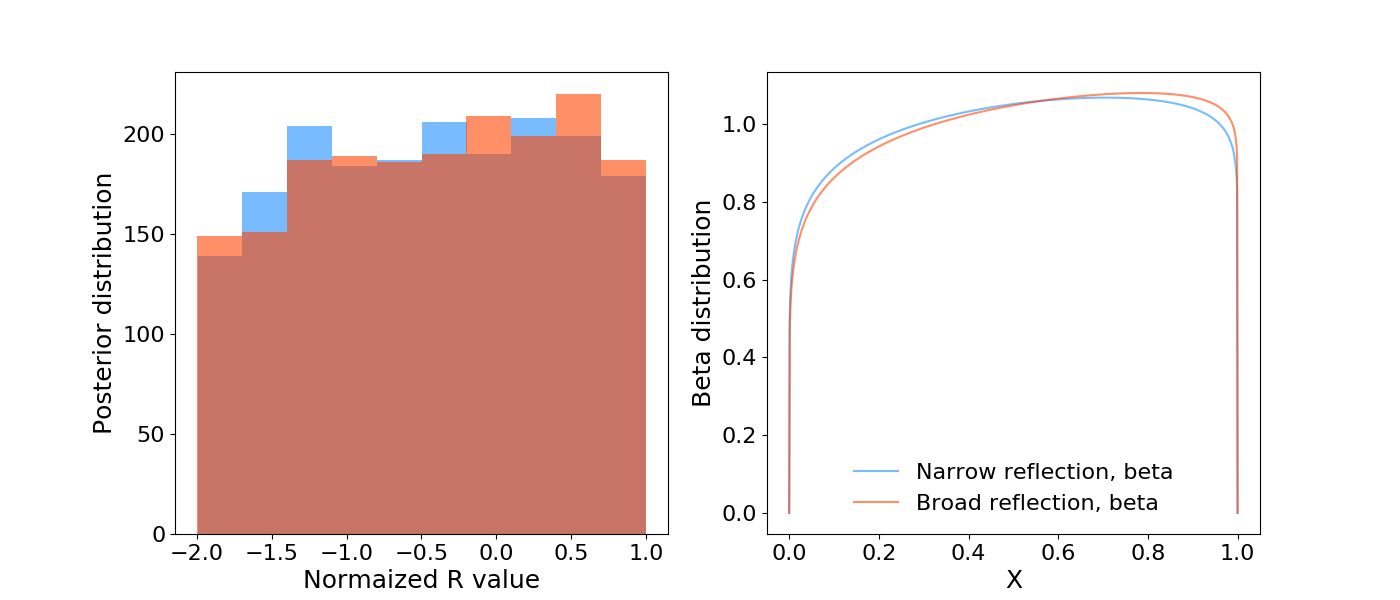 Posterior distribution
200
150
100
50
0
−2.0 −1.5 −1.0 −0.5 0.0 0.5 1.0
Normaized R value
Beta distribution
1.0
0.8
0.6
0.4
0.2
0.0
0.0 0.2 0.4 0.6 0.8 1.0
X
Narrow reflection, beta
Broad reflection, beta